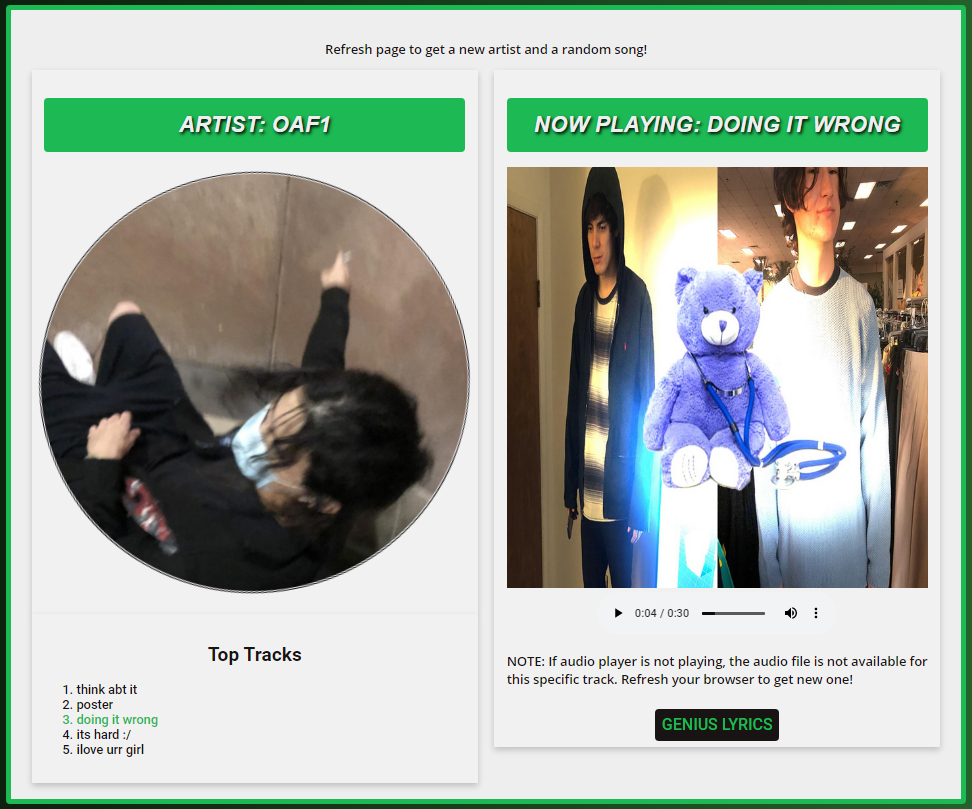 Refresh page to get a new artist and a random song!
ARTIST: OAF1
NOW PLAYING: DOING IT WRONG
0:04 / 0:30
Top Tracks
1. think abt it
2. poster
3. doing it wrong
4. its hard :/
5. ilove urr girl
NOTE: If audio player is not playing, the audio file is not available for
this specific track. Refresh your browser to get new one!
GENIUS LYRICS